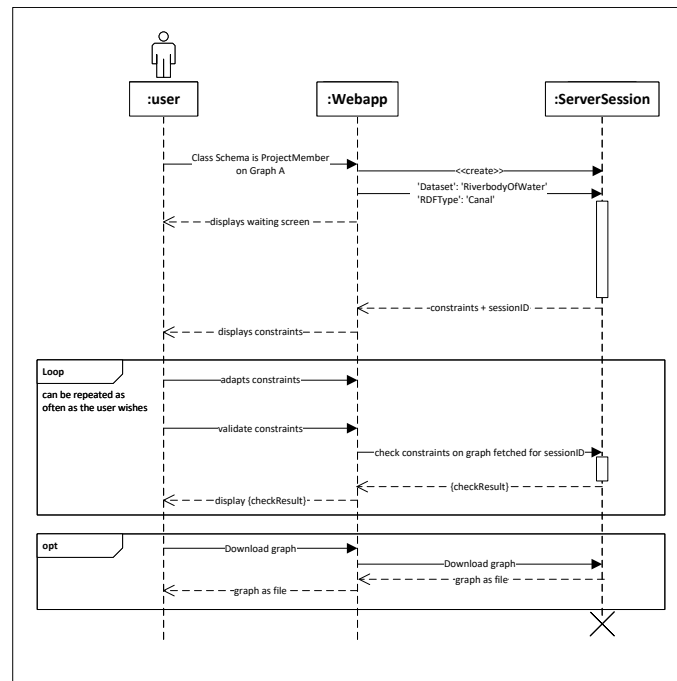 :user
:Webapp
:ServerSession
Class Schema is ProjectMember
on Graph A
<<create>>
'Dataset': 'RiverbodyOfWater'
'RDFType': 'Canal'
displays waiting screen
constraints + sessionID
displays constraints
Loop
can be repeated as
often as the user wishes
adapts constraints
validate constraints
check constraints on graph fetched for sessionID
{checkResult}
display {checkResult}
opt
Download graph
Download graph
graph as file
graph as file